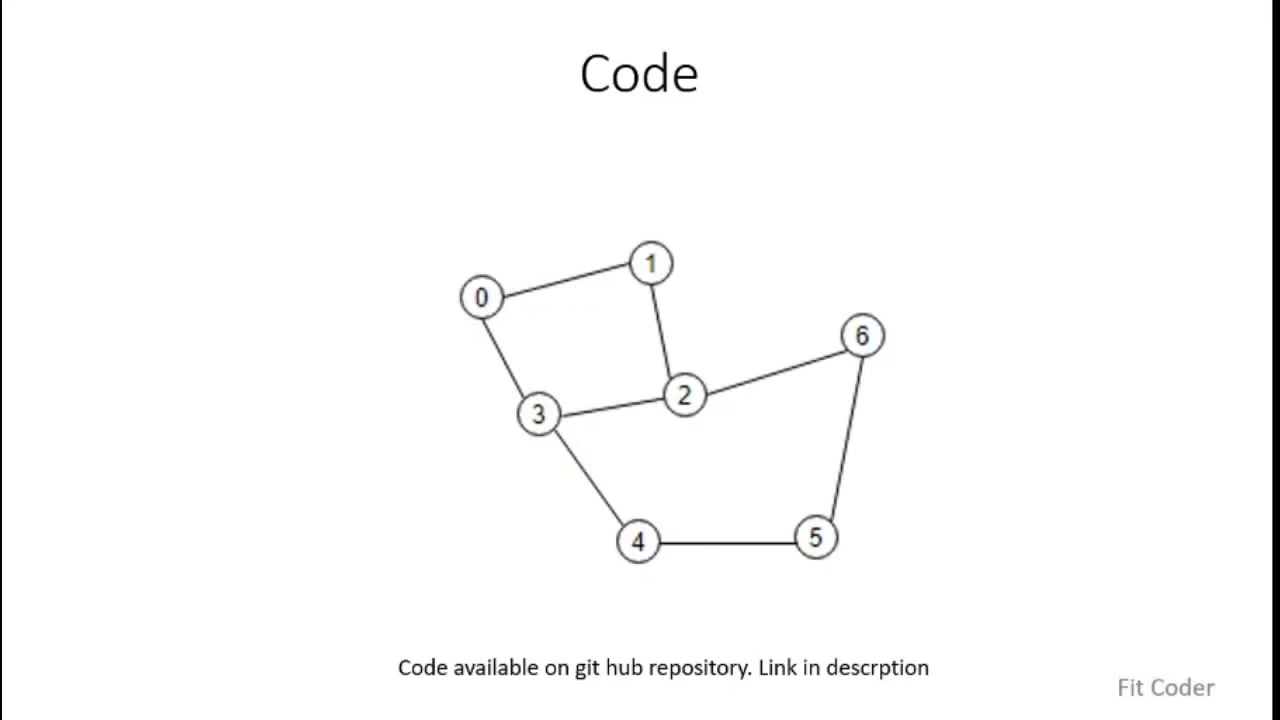 Code
1
0
6
2
3
4
5
Code available on git hub repository. Link in descrption
Fit Coder